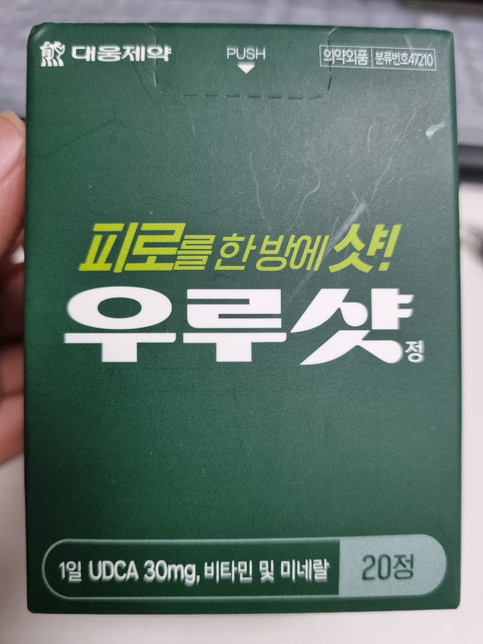 대웅제약
PUSH
의약외품 분류번호47210
피로를 한 방에 샷!
우루샷정
1일 UDCA 30mg, 비타민 및 미네랄 20정